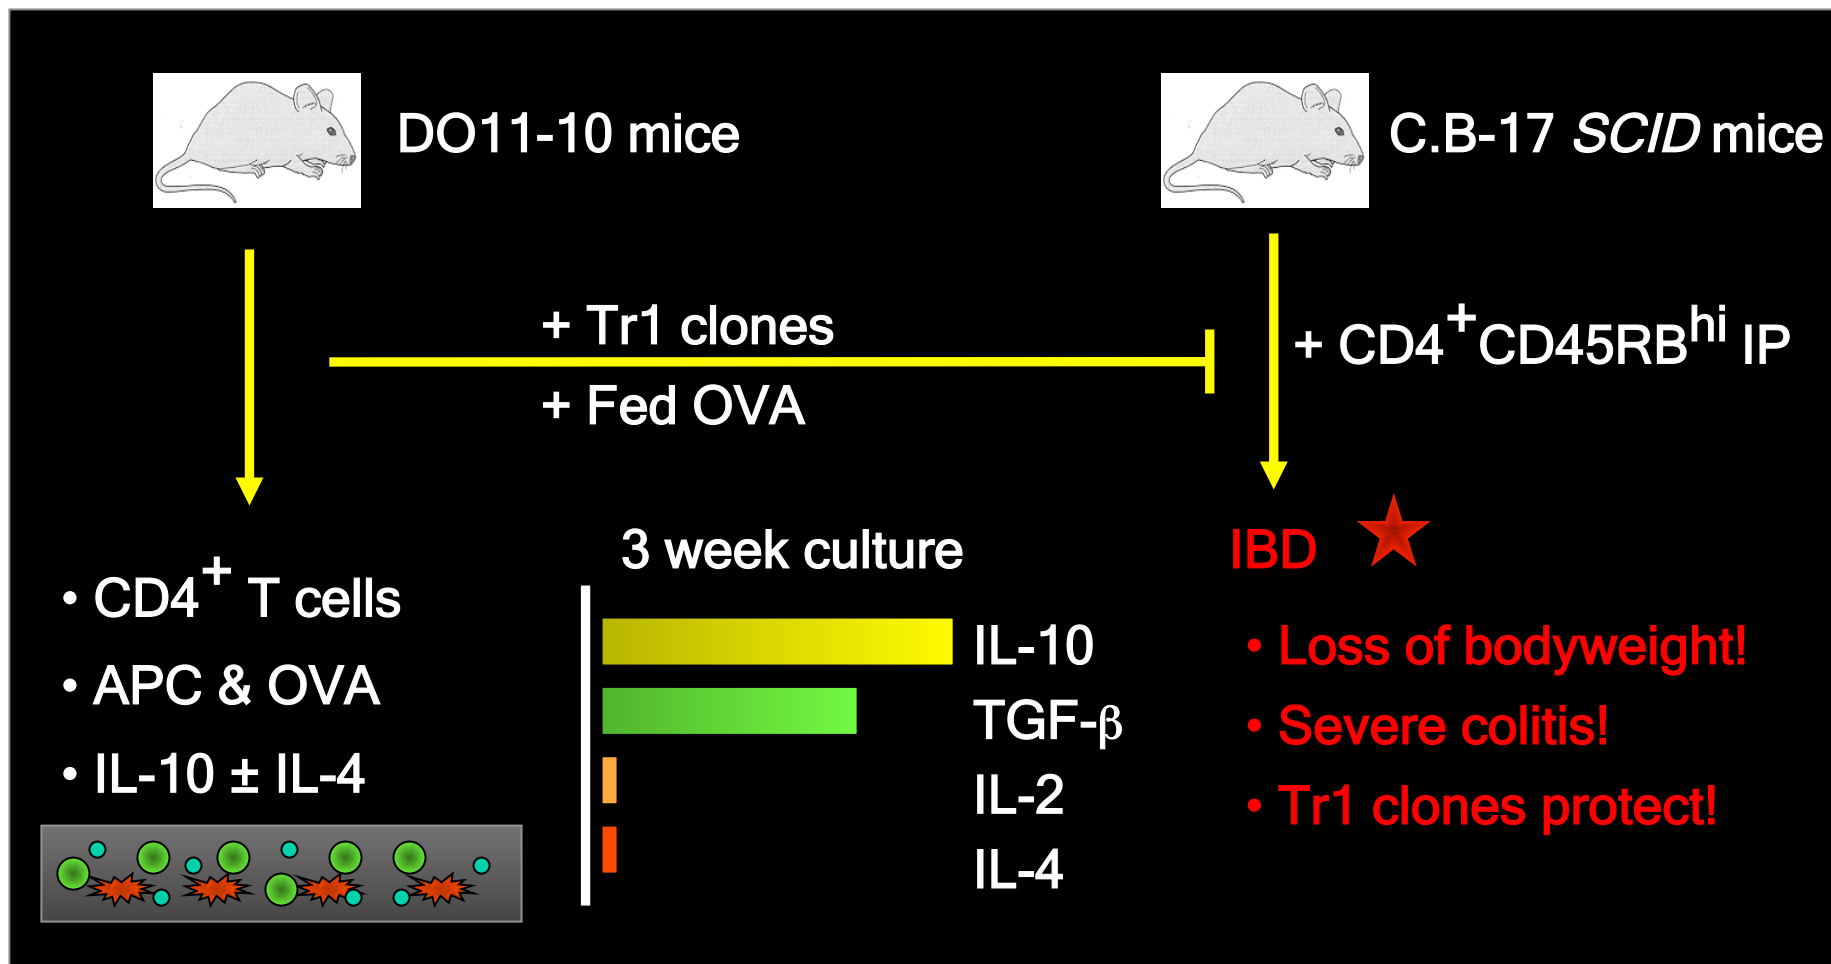 DO11-10 mice
C.B-17 SCID mice
+ Tr1 clones
+ Fed OVA
+ CD4⁺CD45RB^hi IP
• CD4⁺ T cells
• APC & OVA
• IL-10 ± IL-4
3 week culture
IL-10
TGF-β
IL-2
IL-4
IBD
• Loss of bodyweight!
• Severe colitis!
• Tr1 clones protect!